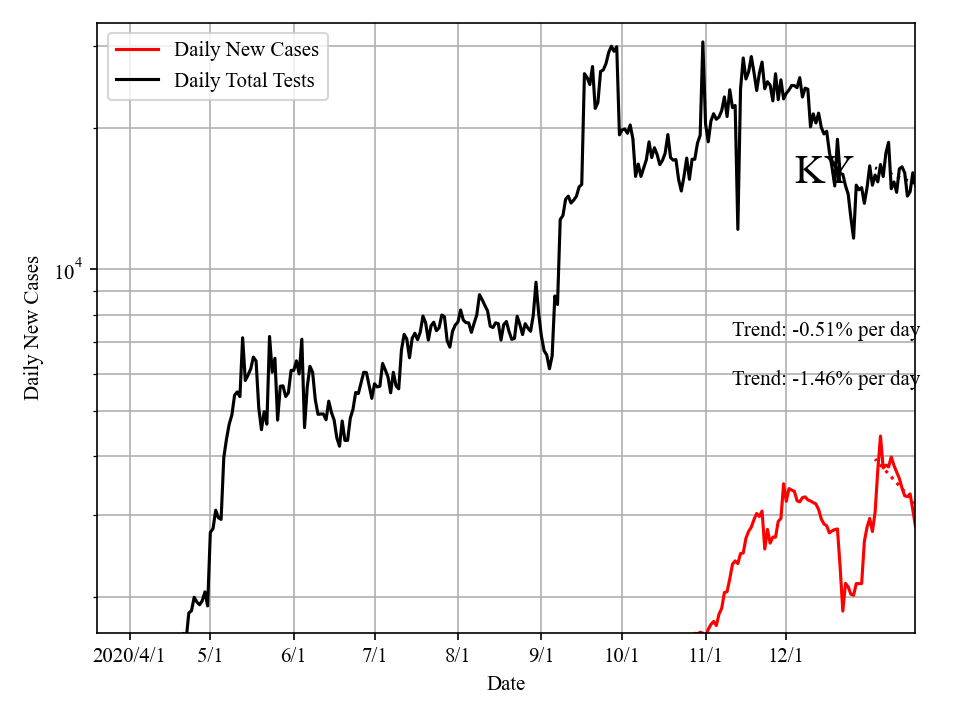 Daily New Cases
Daily Total Tests
KY
10^4
Trend: -0.51% per day
Trend: -1.46% per day
Daily New Cases
2020/4/1 5/1 6/1 7/1 8/1 9/1 10/1 11/1 12/1
Date